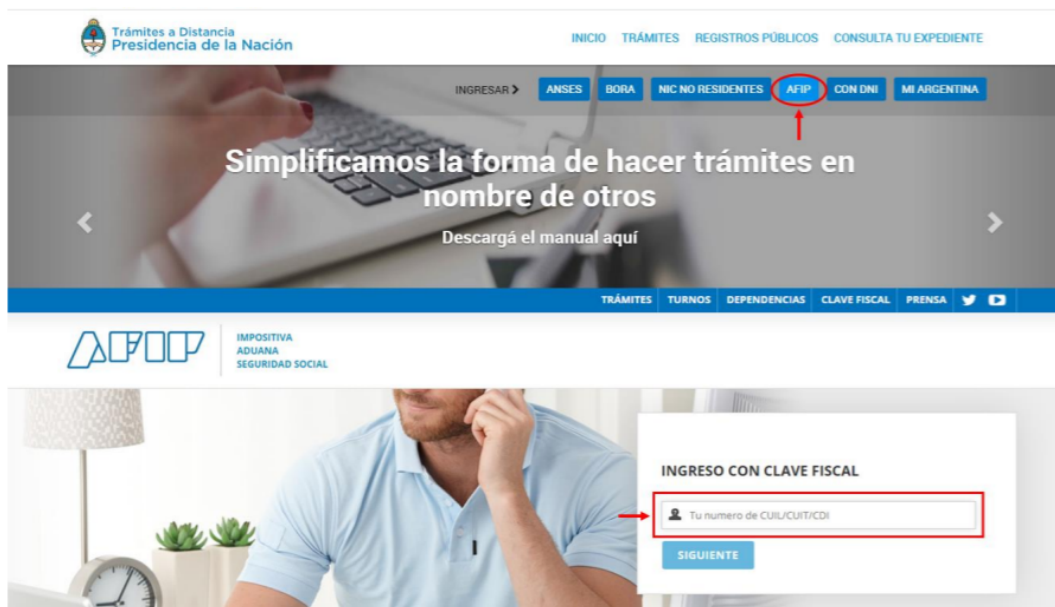 Trámites a Distancia
Presidencia de la Nación
INICIO TRÁMITES REGISTROS PÚBLICOS CONSULTA TU EXPEDIENTE
INGRESAR ANSES BORA NIC NO RESIDENTES AFIP CON DNI MI ARGENTINA
Simplificamos la forma de hacer trámites en
nombre de otros
Descargá el manual aquí
TRÁMITES TURNOS DEPENDENCIAS CLAVE FISCAL PRENSA
AFIP
IMPOSITIVA
ADUANA
SEGURIDAD SOCIAL
INGRESO CON CLAVE FISCAL
Tu numero de CUIL/CUIT/CDI
SIGUIENTE